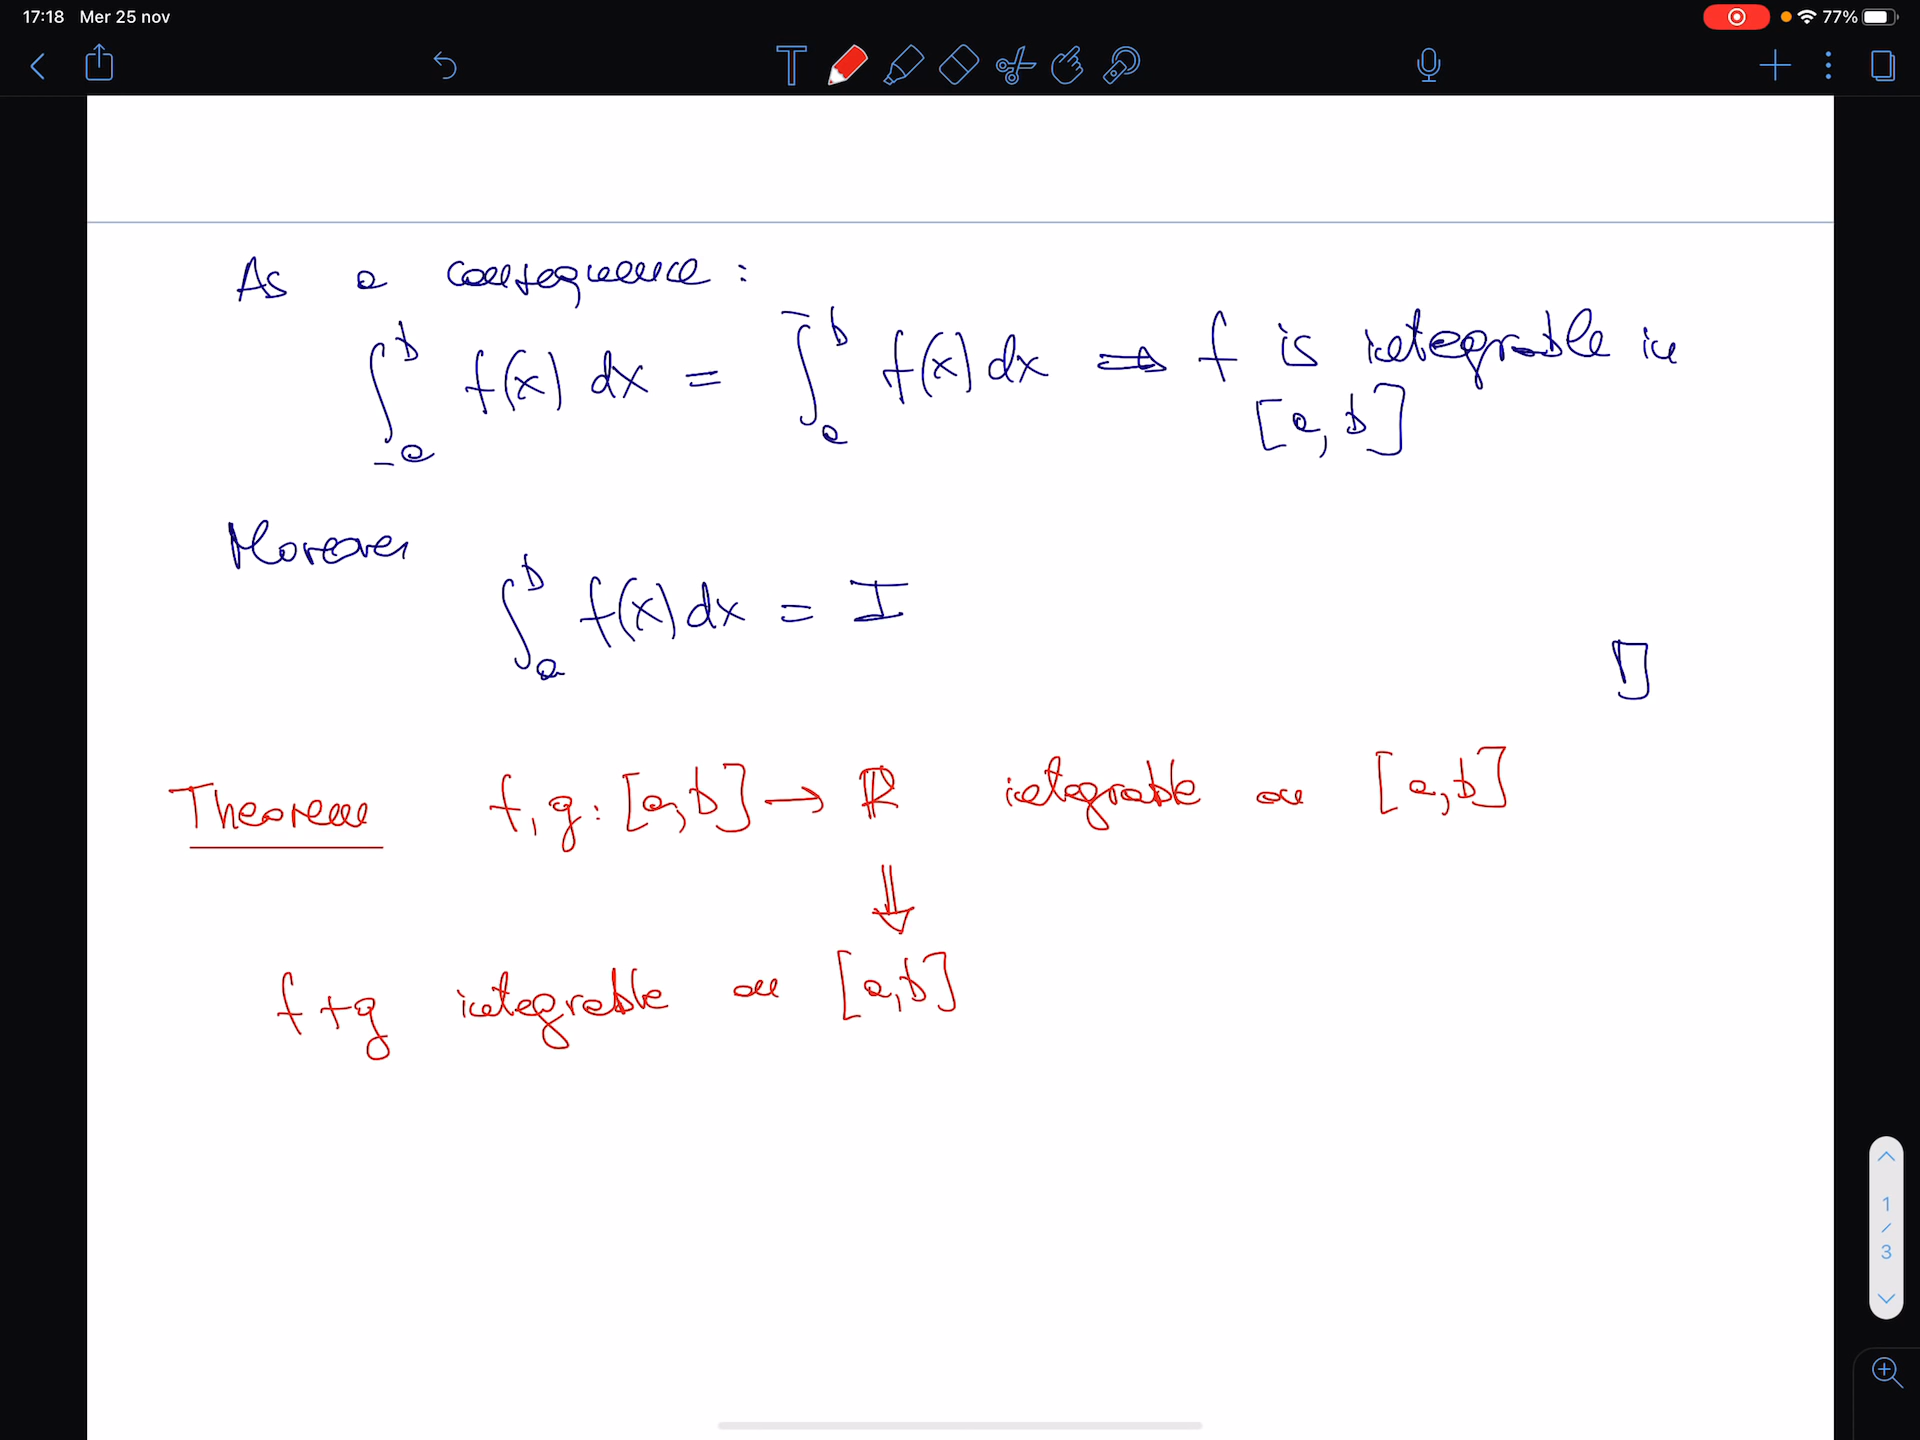 17:18 Mer 25 nov
77%
As a consequence:
∫_a^b f(x) dx = ∫̅_a^b f(x) dx ⇒ f is integrable in
[a, b]
Moreover
∫_a^b f(x) dx = I
Theorem f, g: [a, b] → ℝ integrable on [a, b]
⇓
f + g integrable on [a, b]
1
/
3